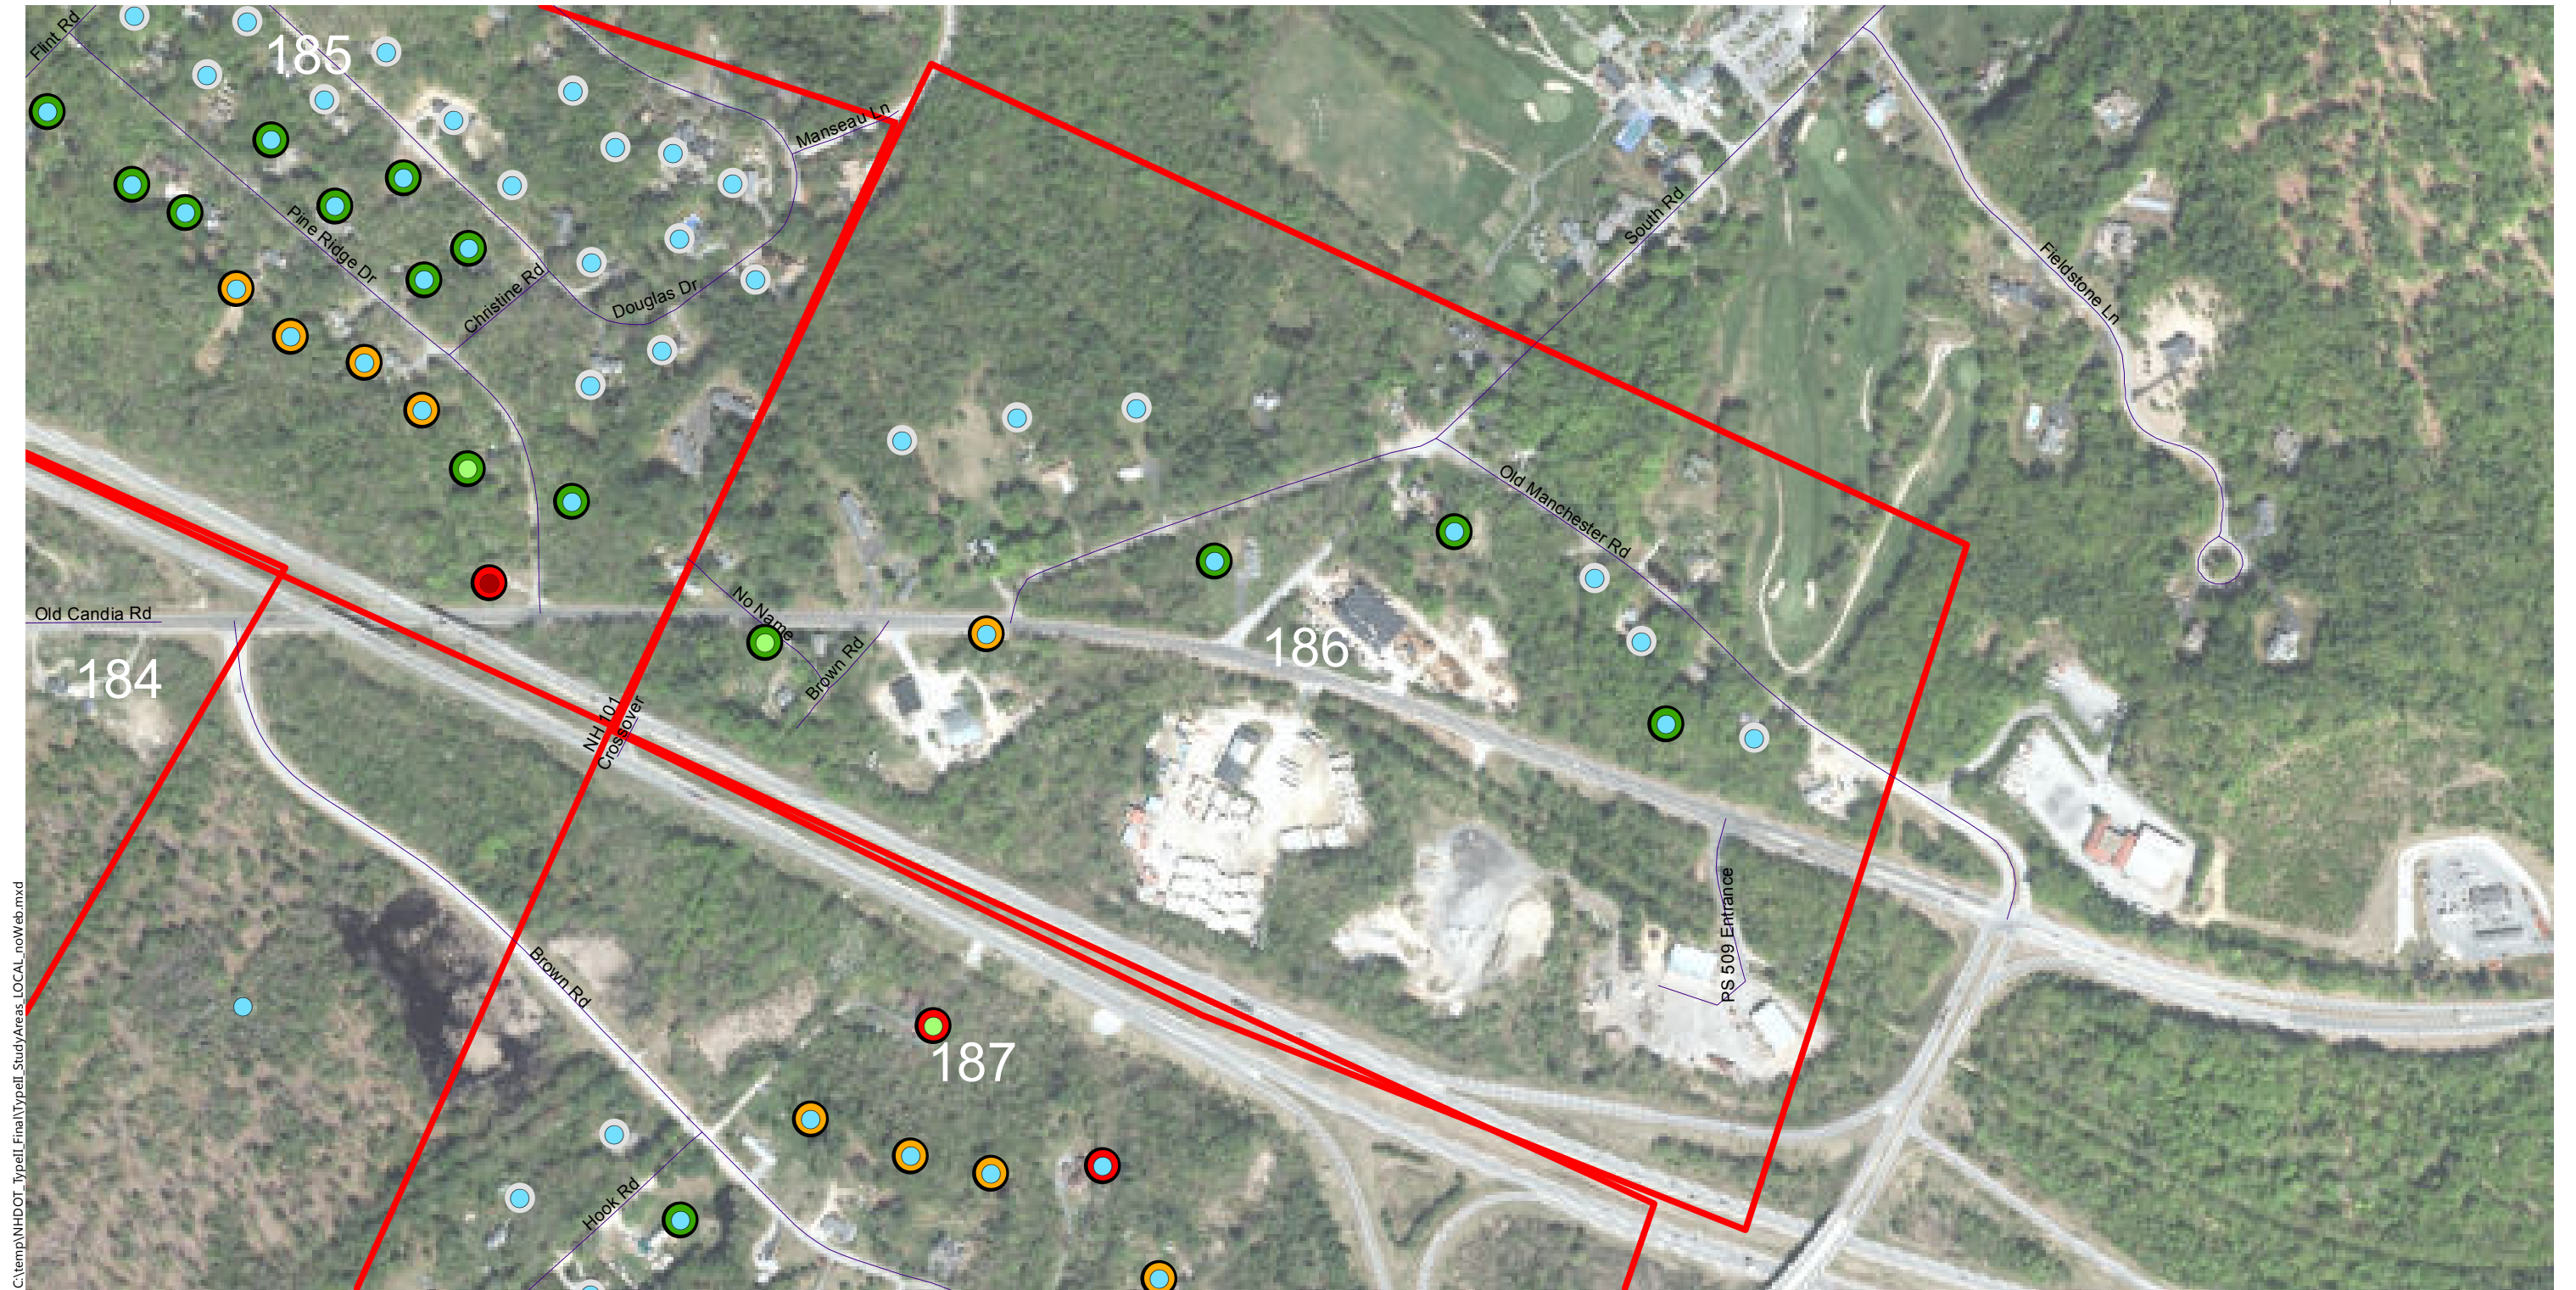 Flint Rd
185
Manseau Ln
Pine Ridge Dr
Christine Rd
Douglas Dr
South Rd
Fieldstone Ln
Old Manchester Rd
Old Candia Rd
No Name
Brown Rd
184
186
NH 101
Crossover
PS 509 Entrance
Brown Rd
187
Hook Rd
C:\temp\NHDOT_TypeII_Final\TypeII_StudyAreas_LOCAL_noWeb.mxd